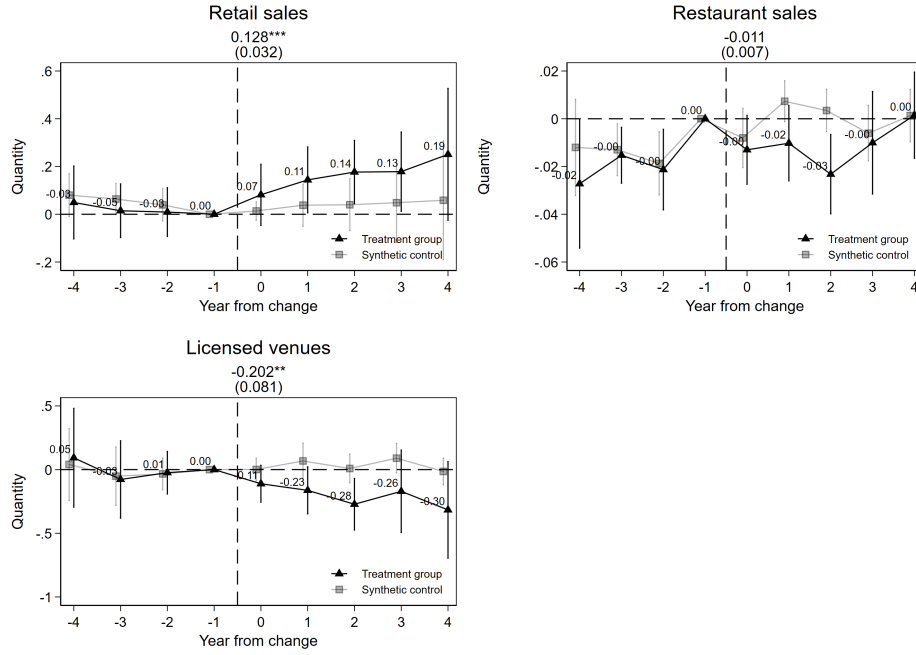 Retail sales
0.128***
(0.032)
.6
.4
.2
0
-.2
Quantity
-0.03
-0.05
-0.03
0.00
0.07
0.11
0.14
0.13
0.19
Treatment group
Synthetic control
-4 -3 -2 -1 0 1 2 3 4
Year from change
Restaurant sales
-0.011
(0.007)
.02
0
-.02
-.04
-.06
Quantity
-0.02
-0.00
-0.00
0.00
-0.02
-0.03
-0.00
0.00
Treatment group
Synthetic control
-4 -3 -2 -1 0 1 2 3 4
Year from change
Licensed venues
-0.202**
(0.081)
.5
0
-.5
-1
Quantity
0.05
-0.03
0.01
0.00
-0.11
-0.23
-0.28
-0.26
-0.30
Treatment group
Synthetic control
-4 -3 -2 -1 0 1 2 3 4
Year from change